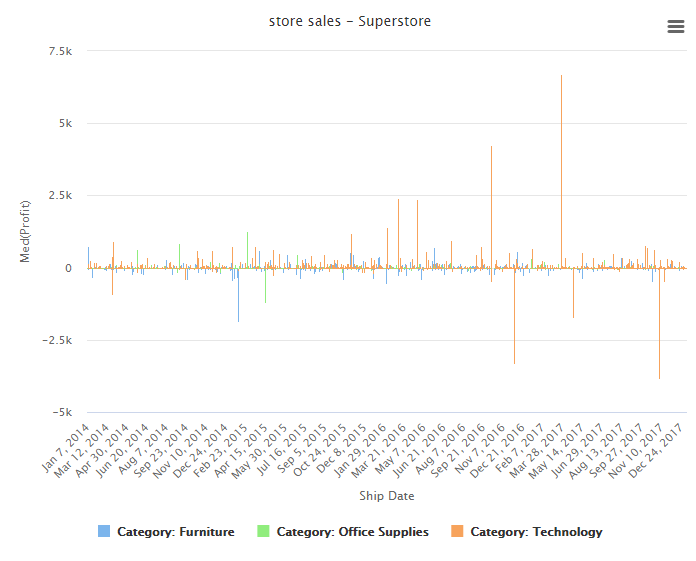 store sales - Superstore
7.5k
5k
2.5k
0
-2.5k
-5k
Med(Profit)
Jan 7, 2014
Mar 12, 2014
Apr 30, 2014
Jun 20, 2014
Aug 7, 2014
Sep 23, 2014
Nov 10, 2014
Dec 24, 2014
Feb 23, 2015
Apr 15, 2015
May 30, 2015
Jul 16, 2015
Sep 5, 2015
Oct 24, 2015
Dec 8, 2015
Jan 29, 2016
Mar 21, 2016
May 7, 2016
Jun 21, 2016
Aug 7, 2016
Sep 21, 2016
Nov 7, 2016
Dec 21, 2016
Feb 7, 2017
Mar 28, 2017
May 14, 2017
Jun 29, 2017
Aug 13, 2017
Sep 27, 2017
Nov 10, 2017
Dec 24, 2017
Ship Date
Category: Furniture
Category: Office Supplies
Category: Technology